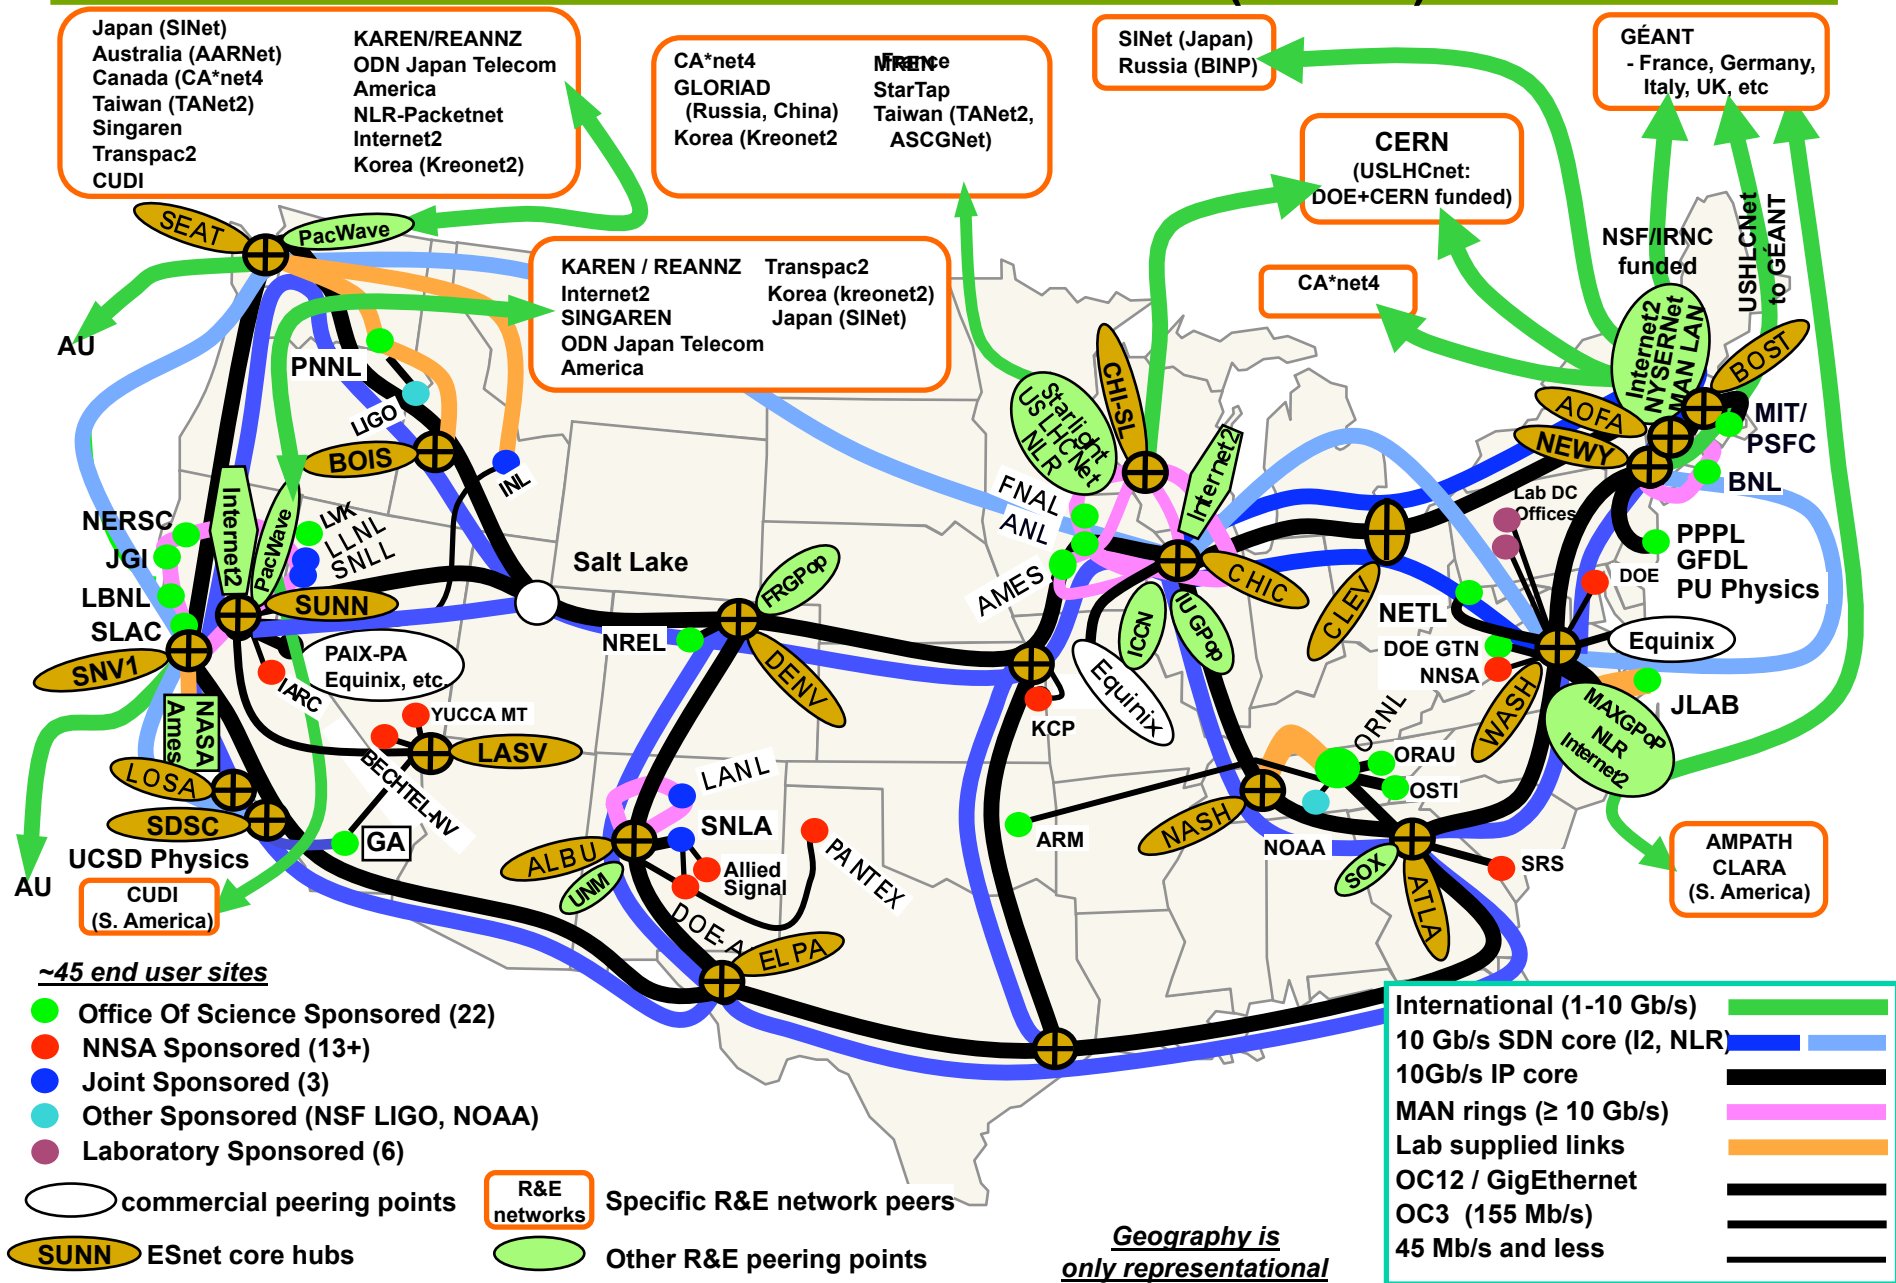 Japan (SINet)
Australia (AARNet)
Canada (CA*net4
Taiwan (TANet2)
Singaren
Transpac2
CUDI
KAREN/REANNZ
ODN Japan Telecom
America
NLR-Packetnet
Internet2
Korea (Kreonet2)
CA*net4
GLORIAD
(Russia, China)
Korea (Kreonet2
MREN
France
StarTap
Taiwan (TANet2,
ASCGNet)
SINet (Japan)
Russia (BINP)
GÉANT
- France, Germany,
Italy, UK, etc
CERN
(USLHCnet:
DOE+CERN funded)
KAREN / REANNZ
Internet2
SINGAREN
ODN Japan Telecom
America
Transpac2
Korea (kreonet2)
Japan (SINet)
CA*net4
NSF/IRNC
funded
USHLCNet
to GÉANT
SEAT
PacWave
AU
PNNL
LIGO
BOIS
INL
Internet2
PacWave
LVK
LLNL
SNLL
NERSC
JGI
LBNL
SLAC
SNV1
SUNN
PAIX-PA
Equinix, etc.
IARC
NASA
Ames
YUCCA MT
LASV
BECHTEL-NV
LOSA
SDSC
UCSD Physics
GA
AU
CUDI
(S. America)
Salt Lake
FRGPop
NREL
DENV
LANL
SNLA
ALBU
UNM
Allied
Signal
PANTEX
DOE-A
ELPA
KCP
ARM
Starlight
US LHCNet
NLR
CHI-SL
Internet2
FNAL
ANL
AMES
CHIC
ICCN
IU GPop
Equinix
CLEV
NASH
NOAA
ORNL
ORAU
OSTI
SOX
ATLA
SRS
Internet2
NYSERNet
MAN LAN
BOST
AOFA
NEWY
MIT/
PSFC
BNL
Lab DC
Offices
PPPL
GFDL
PU Physics
DOE
NETL
DOE GTN
NNSA
Equinix
WASH
JLAB
MAXGPoP
NLR
Internet2
AMPATH
CLARA
(S. America)
~45 end user sites
Office Of Science Sponsored (22)
NNSA Sponsored (13+)
Joint Sponsored (3)
Other Sponsored (NSF LIGO, NOAA)
Laboratory Sponsored (6)
commercial peering points
SUNN
ESnet core hubs
R&E
networks
Specific R&E network peers
Other R&E peering points
Geography is
only representational
International (1-10 Gb/s)
10 Gb/s SDN core (I2, NLR)
10Gb/s IP core
MAN rings (≥ 10 Gb/s)
Lab supplied links
OC12 / GigEthernet
OC3 (155 Mb/s)
45 Mb/s and less